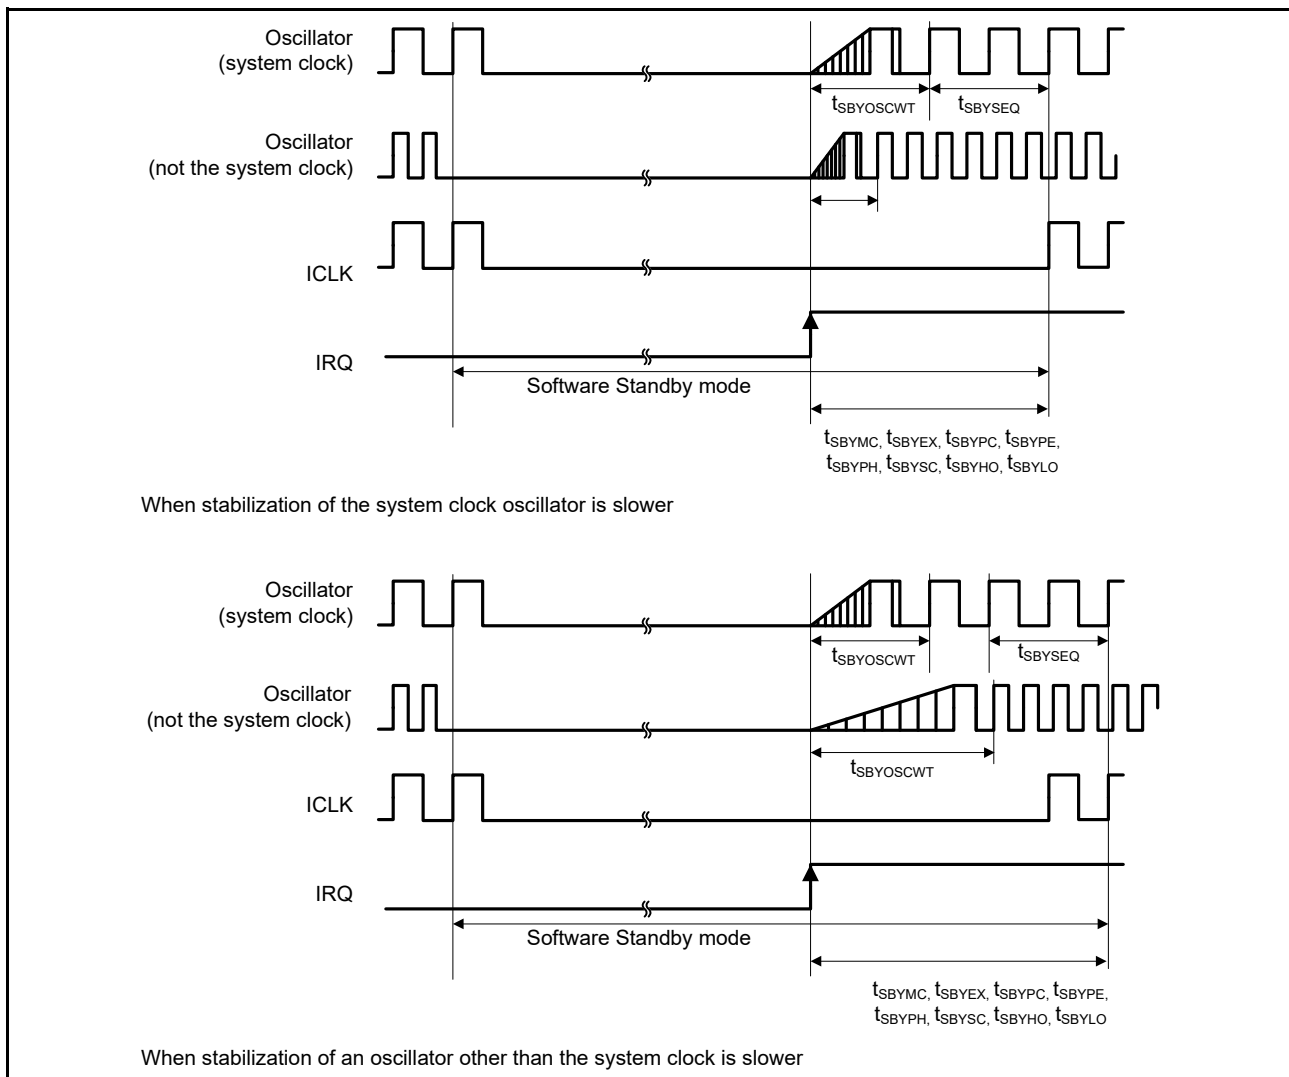 Oscillator
(system clock)
tSBYOSCWT
tSBYSEQ
Oscillator
(not the system clock)
ICLK
IRQ
Software Standby mode
tSBYMC, tSBYEX, tSBYPC, tSBYPE,
tSBYPH, tSBYSC, tSBYHO, tSBYLO
When stabilization of the system clock oscillator is slower
Oscillator
(system clock)
tSBYOSCWT
tSBYSEQ
Oscillator
(not the system clock)
tSBYOSCWT
ICLK
IRQ
Software Standby mode
tSBYMC, tSBYEX, tSBYPC, tSBYPE,
tSBYPH, tSBYSC, tSBYHO, tSBYLO
When stabilization of an oscillator other than the system clock is slower